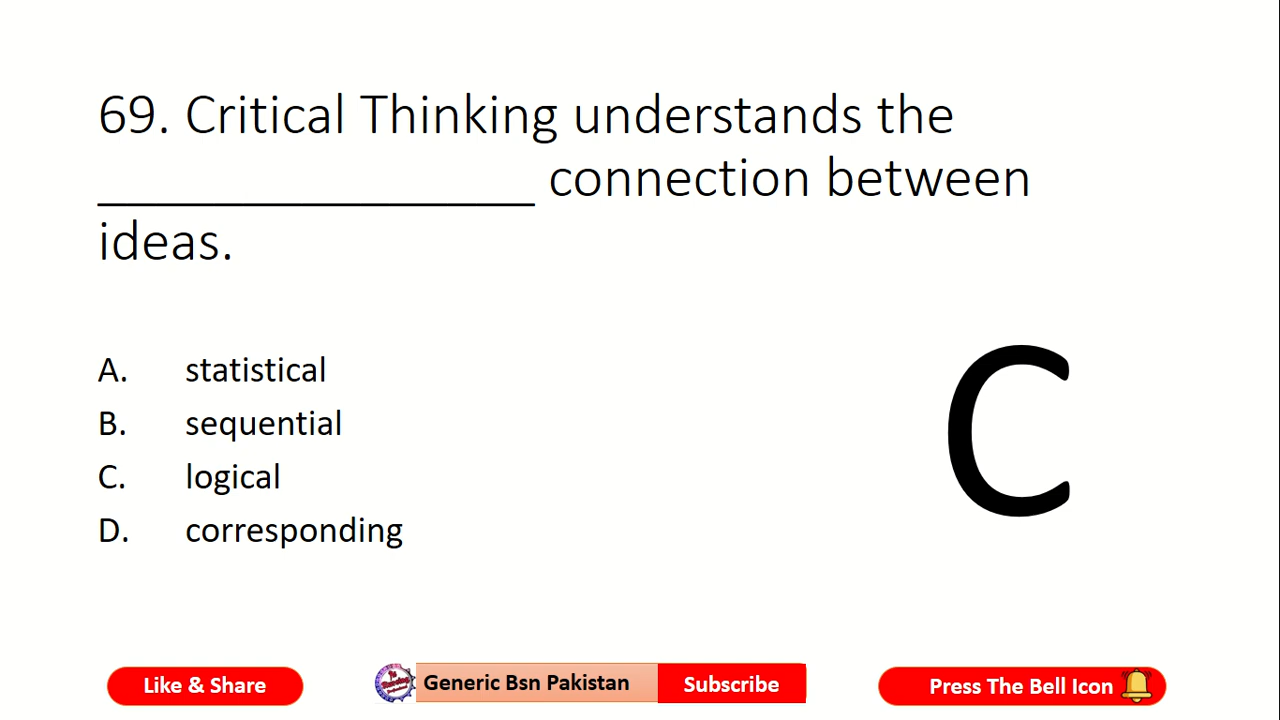 69. Critical Thinking understands the
________________ connection between
ideas.
A. statistical
B. sequential
C. logical
D. corresponding
C
Like & Share
Generic Bsn Pakistan
Subscribe
Press The Bell Icon